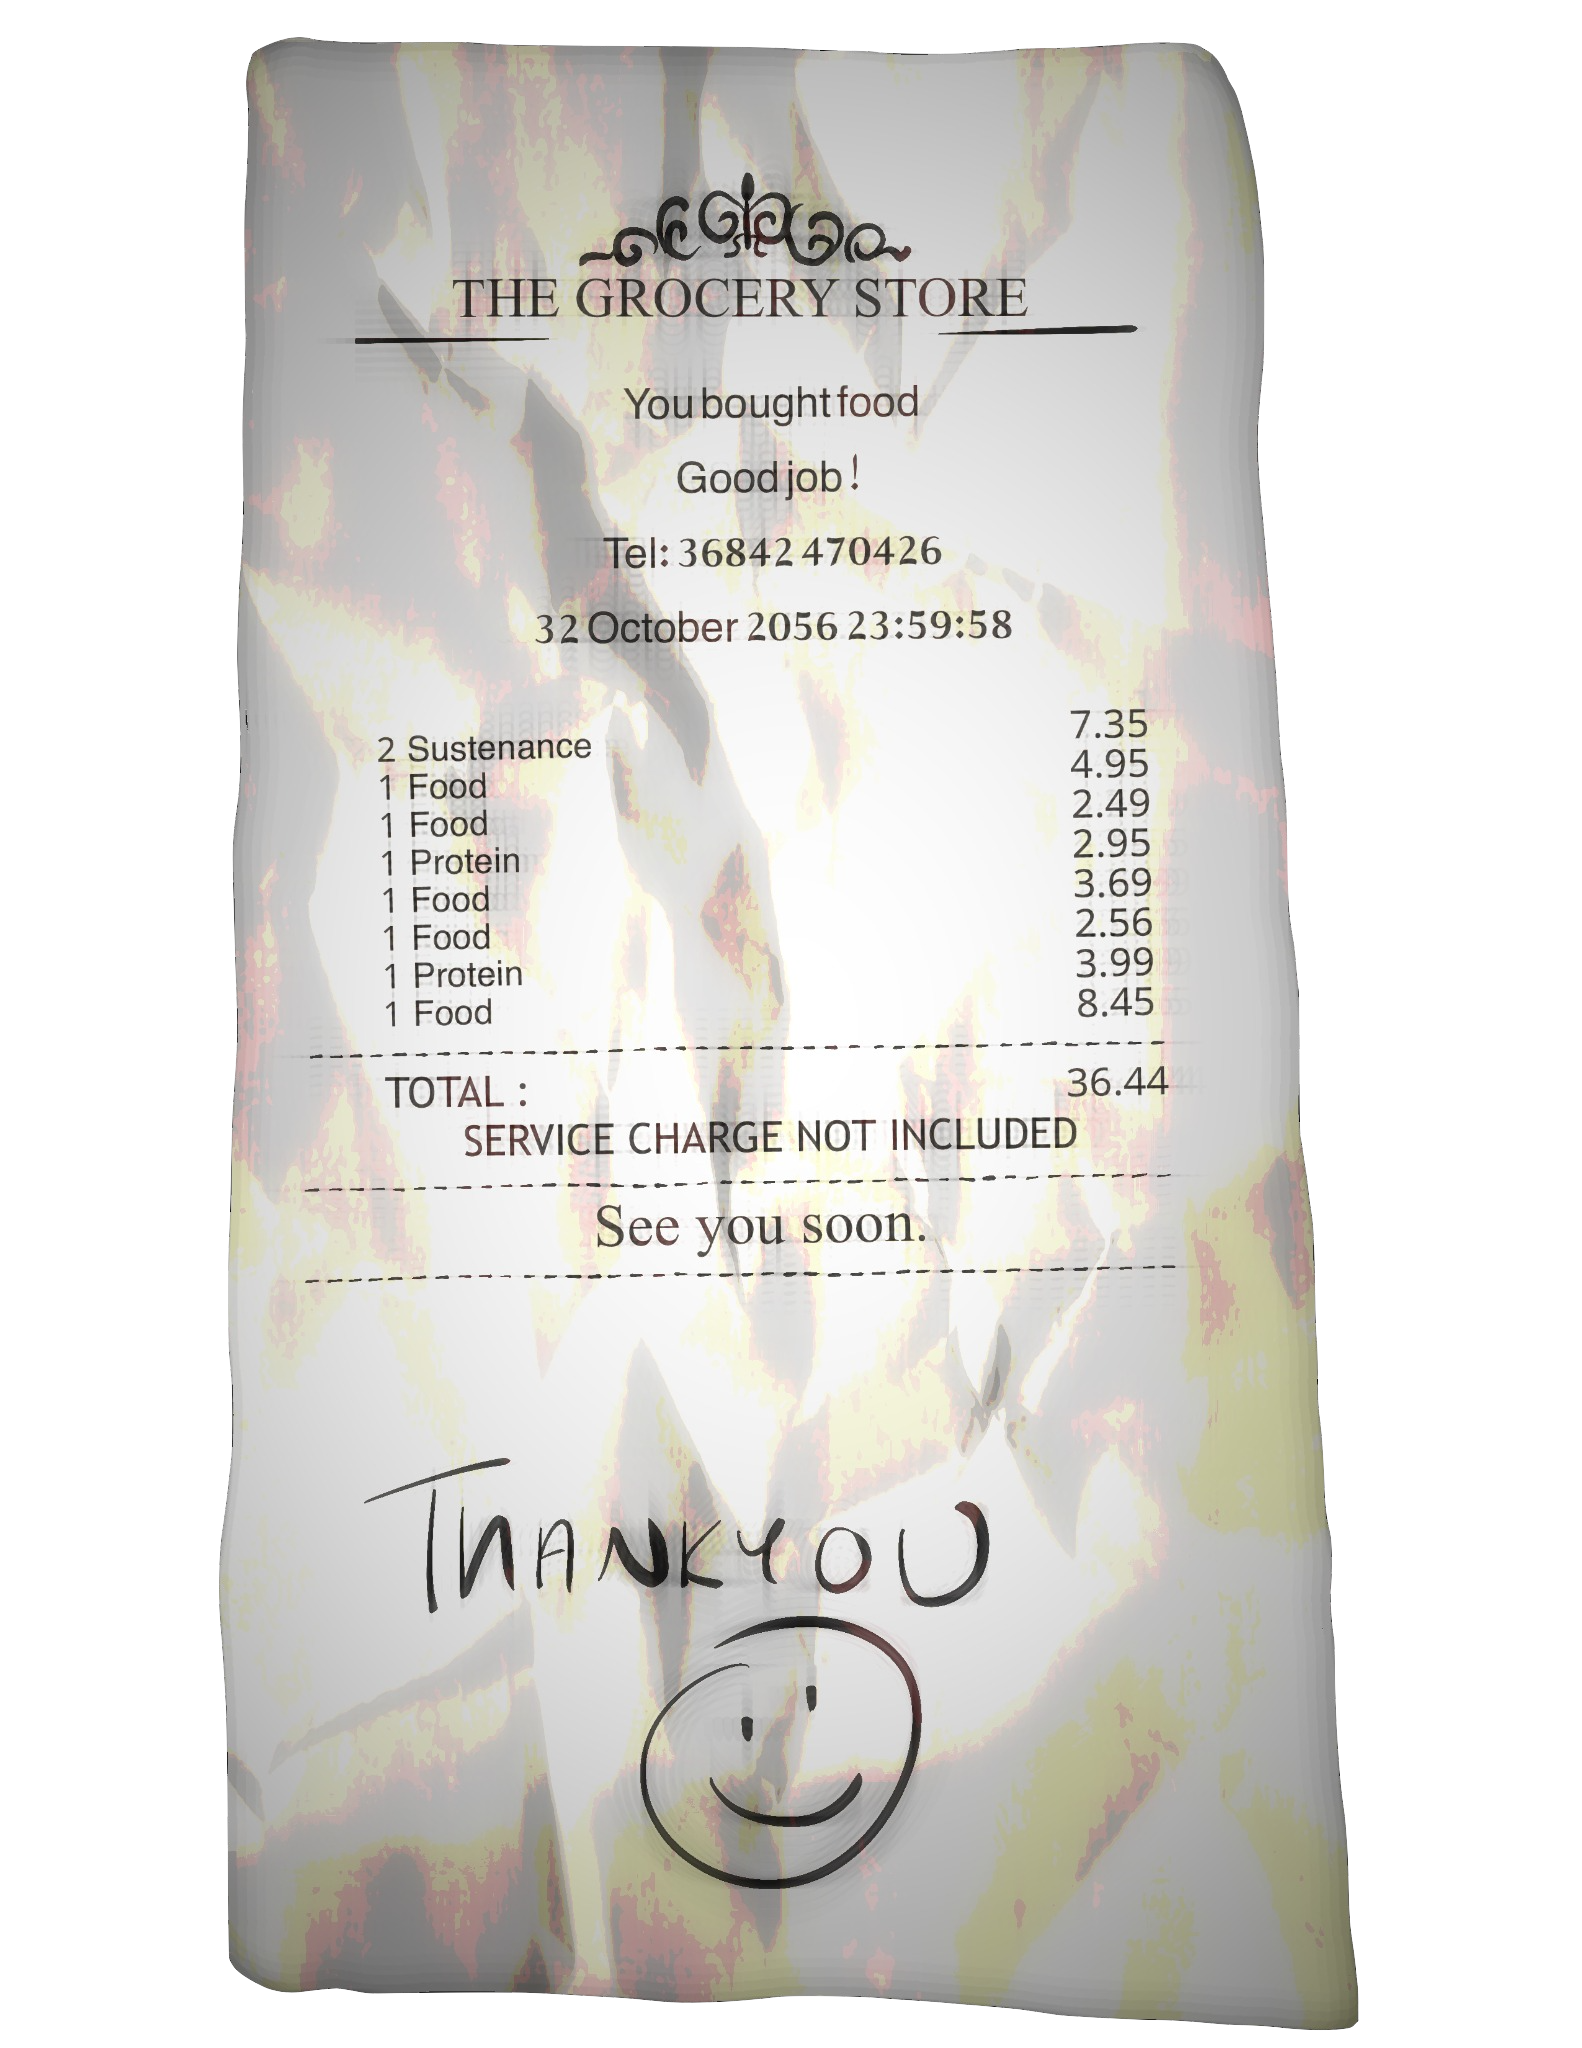 THE GROCERY STORE
You bought food
Good job!
Tel: 36842 470426
32 October 2056 23:59:58
2 Sustenance 7.35
1 Food 4.95
1 Food 2.49
1 Protein 2.95
1 Food 3.69
1 Food 2.56
1 Protein 3.99
1 Food 8.45
TOTAL : 36.44
SERVICE CHARGE NOT INCLUDED
See you soon.
THANK YOU